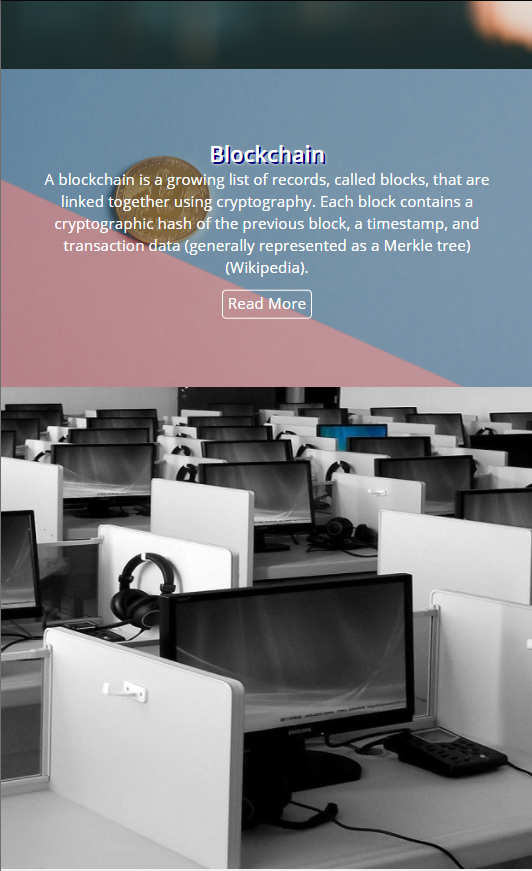 Blockchain
A blockchain is a growing list of records, called blocks, that are
linked together using cryptography. Each block contains a
cryptographic hash of the previous block, a timestamp, and
transaction data (generally represented as a Merkle tree)
(Wikipedia).
Read More
PHILIPS